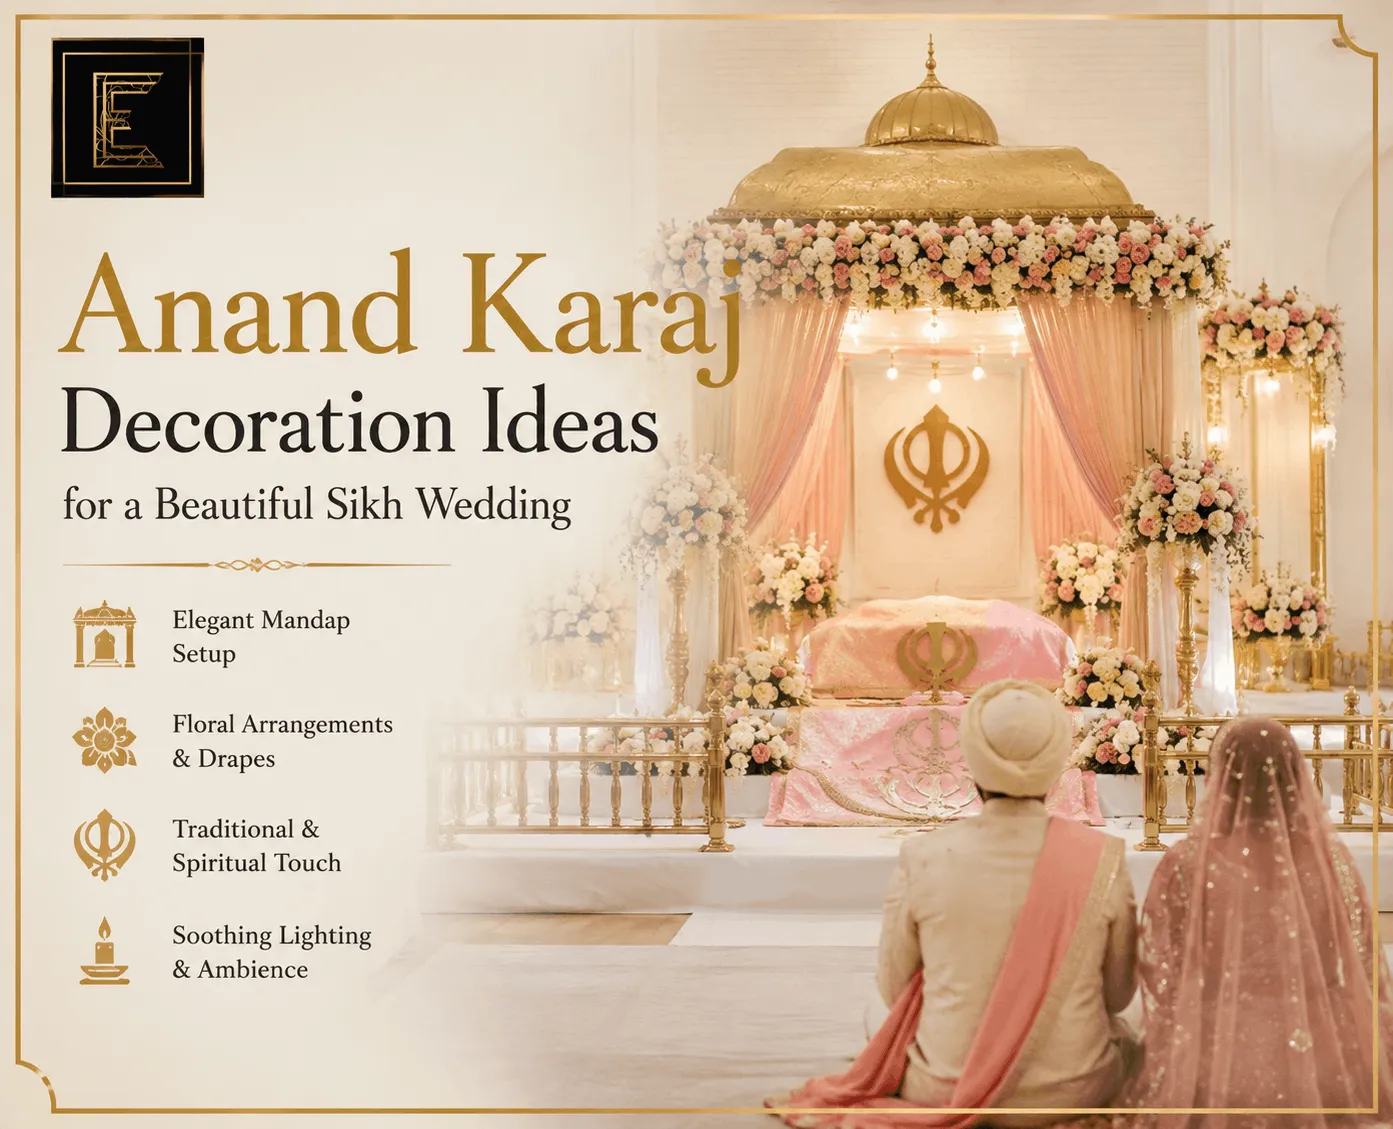 E
Anand Karaj
Decoration Ideas
for a Beautiful Sikh Wedding
Elegant Mandap
Setup
Floral Arrangements
& Drapes
Traditional &
Spiritual Touch
Soothing Lighting
& Ambience